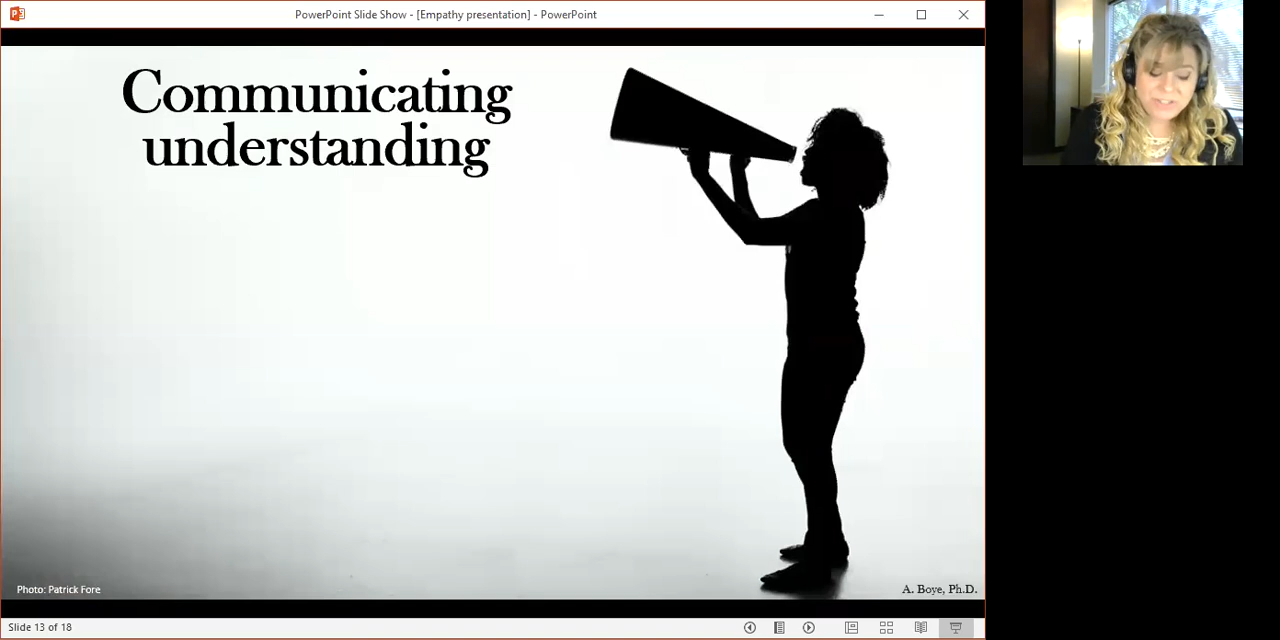 PowerPoint Slide Show - [Empathy presentation] - PowerPoint
Communicating
understanding
Photo: Patrick Fore
A. Boye, Ph.D.
Slide 13 of 18